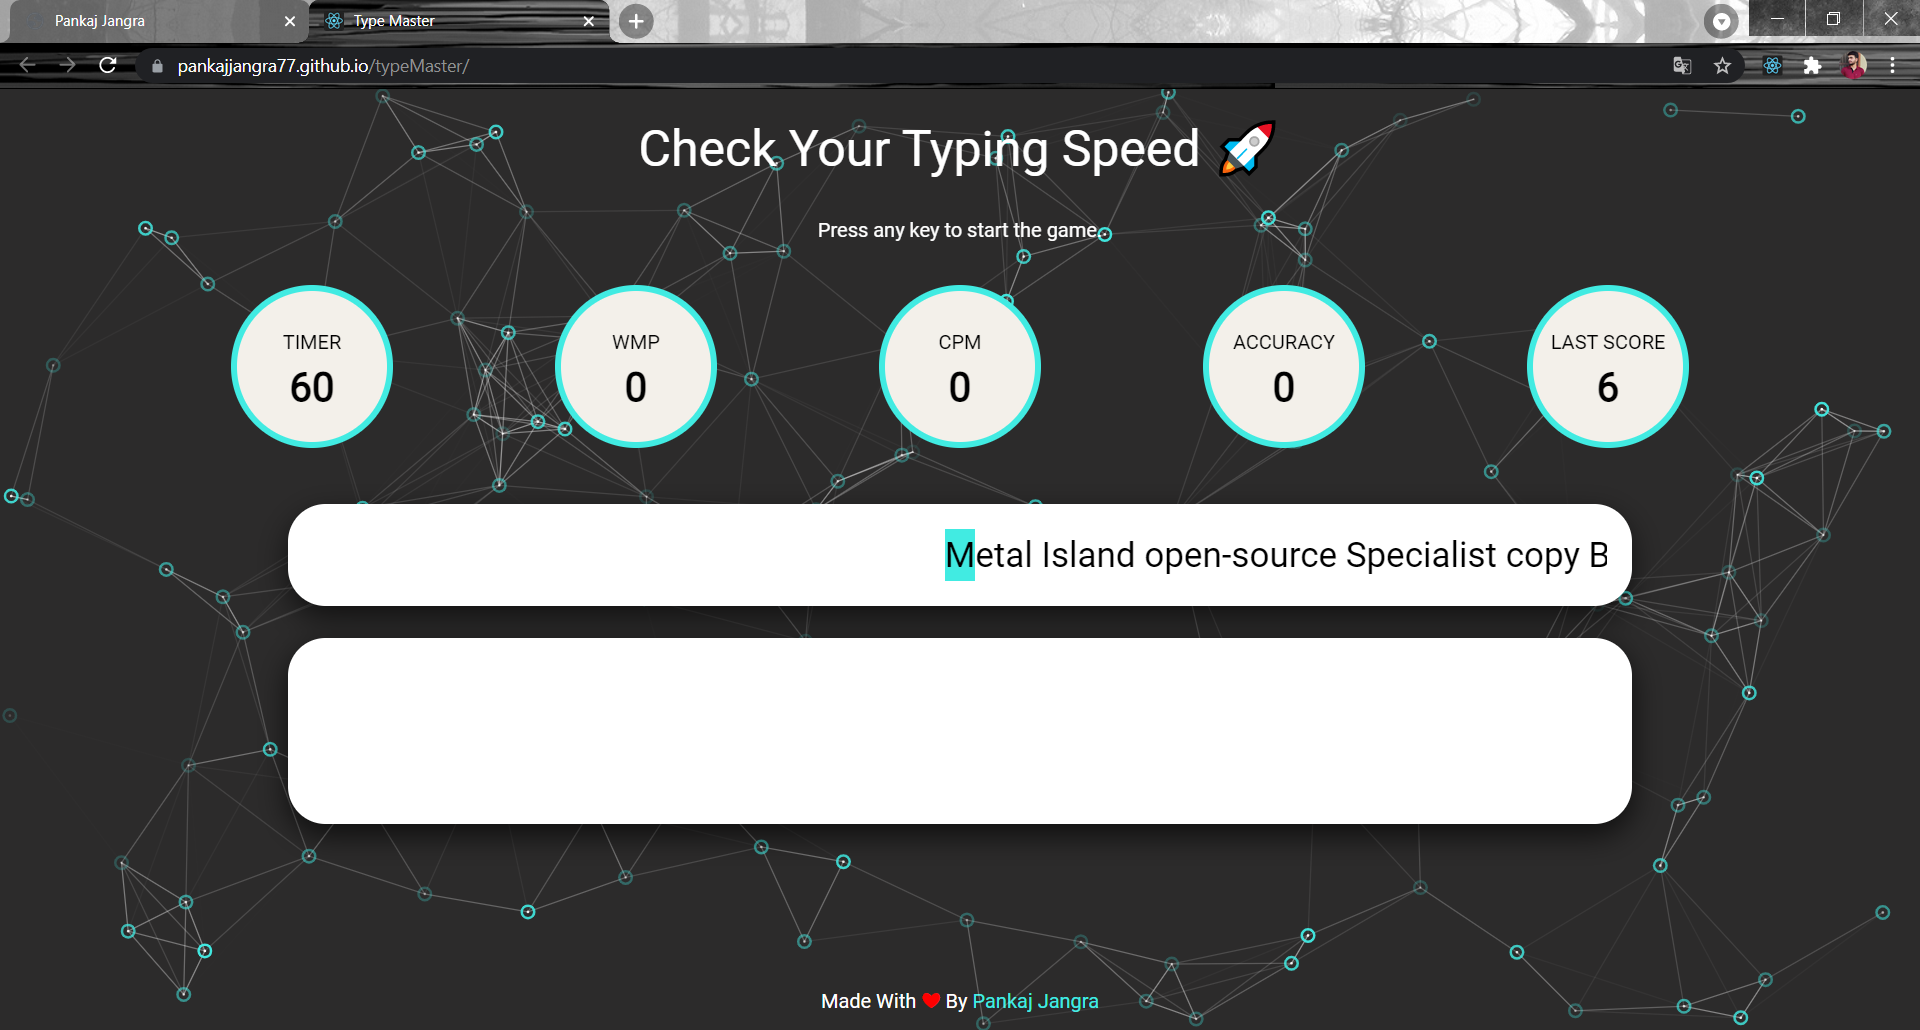 Pankaj Jangra
Type Master
pankajjangra77.github.io/typeMaster/
Check Your Typing Speed 🚀
Press any key to start the game.
TIMER
60
WMP
0
CPM
0
ACCURACY
0
LAST SCORE
6
Metal Island open-source Specialist copy B
Made With ❤ By Pankaj Jangra